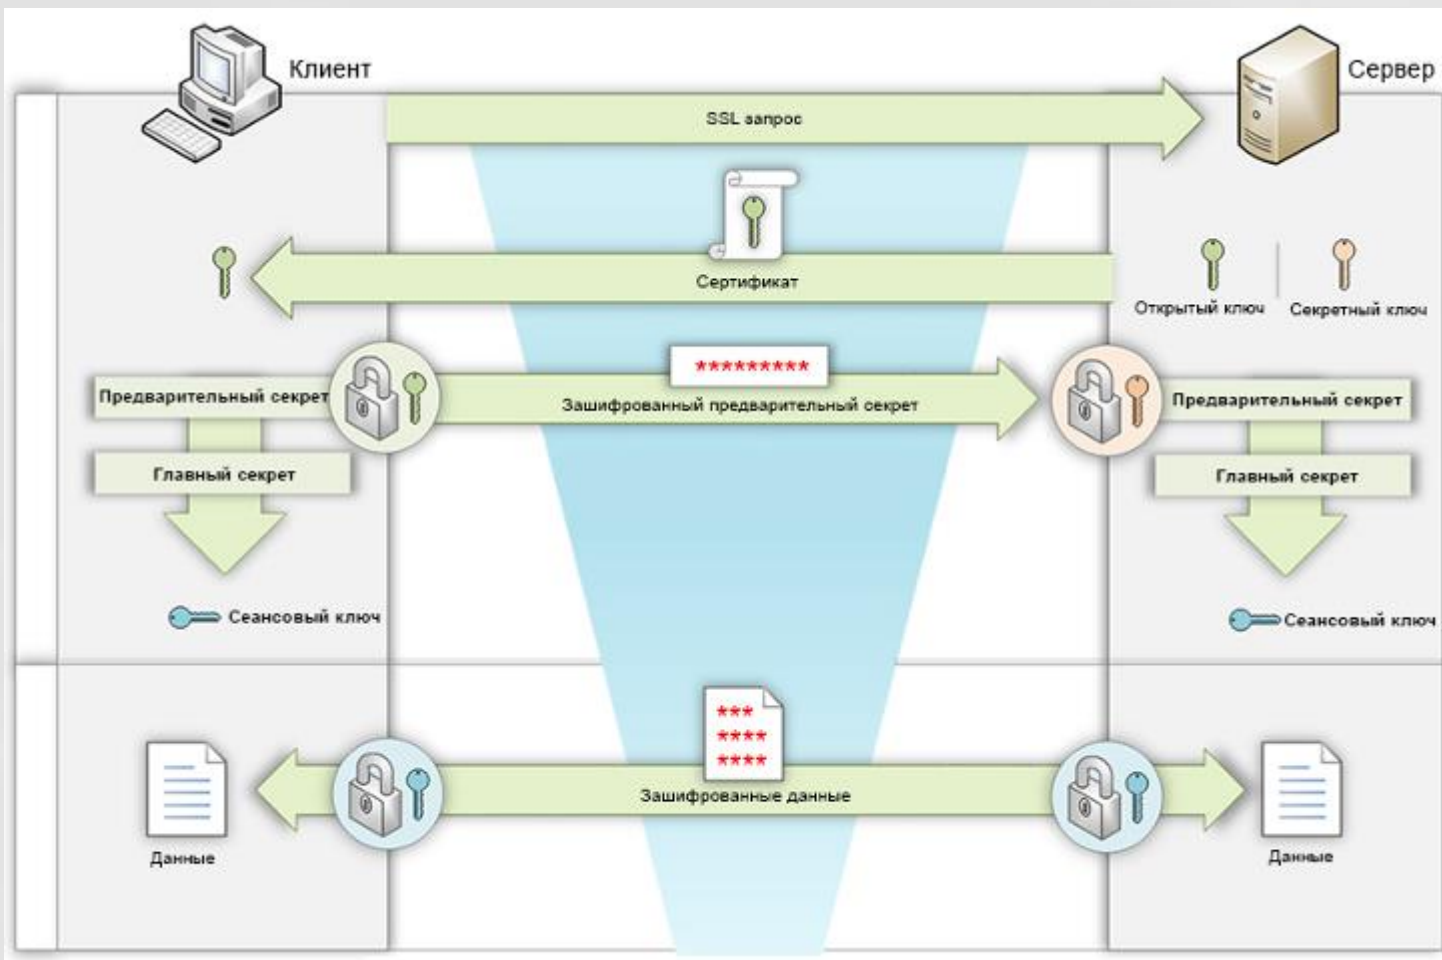 Клиент
Сервер
SSL запрос
Сертификат
Открытый ключ
Секретный ключ
*********
Предварительный секрет
Зашифрованный предварительный секрет
Предварительный секрет
Главный секрет
Главный секрет
Сеансовый ключ
Сеансовый ключ
***
****
****
Зашифрованные данные
Данные
Данные